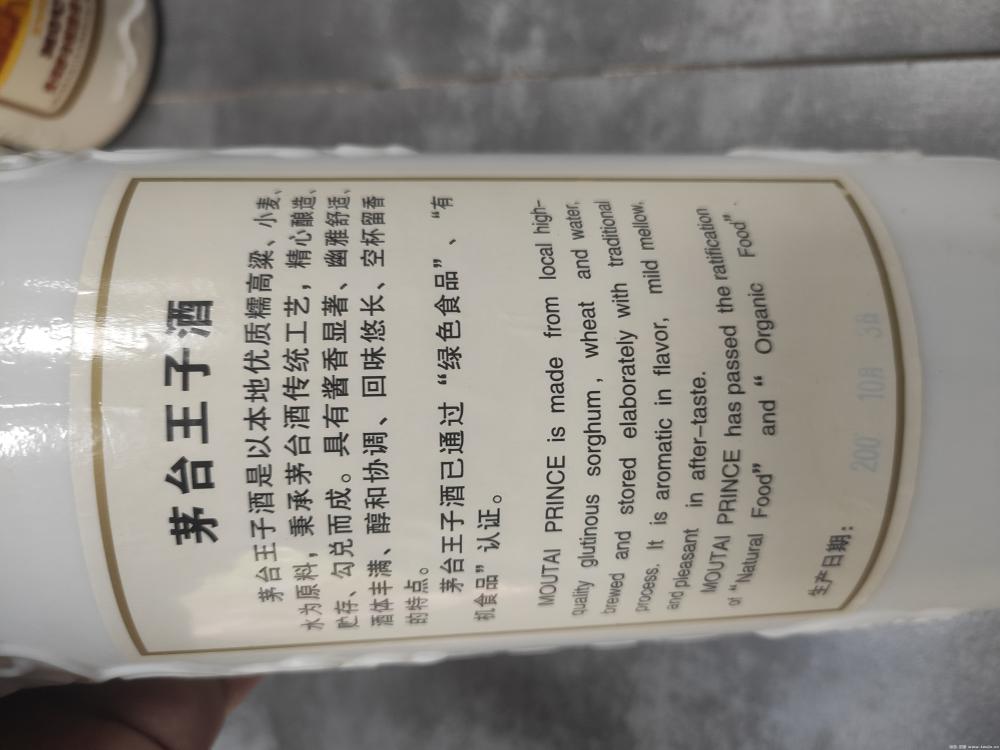 茅台王子酒
茅台王子酒是以本地优质糯高粱、小麦、
水为原料，秉承茅台酒传统工艺，精心酿造、
贮存、勾兑而成。具有酱香显著、幽雅舒适、
酒体丰满、醇和协调、回味悠长、空杯留香
的特点。
茅台王子酒已通过“绿色食品”、“有
机食品”认证。
MOUTAI PRINCE is made from local high-
quality glutinous sorghum, wheat and water,
brewed and stored elaborately with traditional
process. It is aromatic in flavor, mild mellow,
and pleasant in after-taste.
MOUTAI PRINCE has passed the ratification
of “Natural Food” and “ Organic Food”.
生产日期：
10月 3日